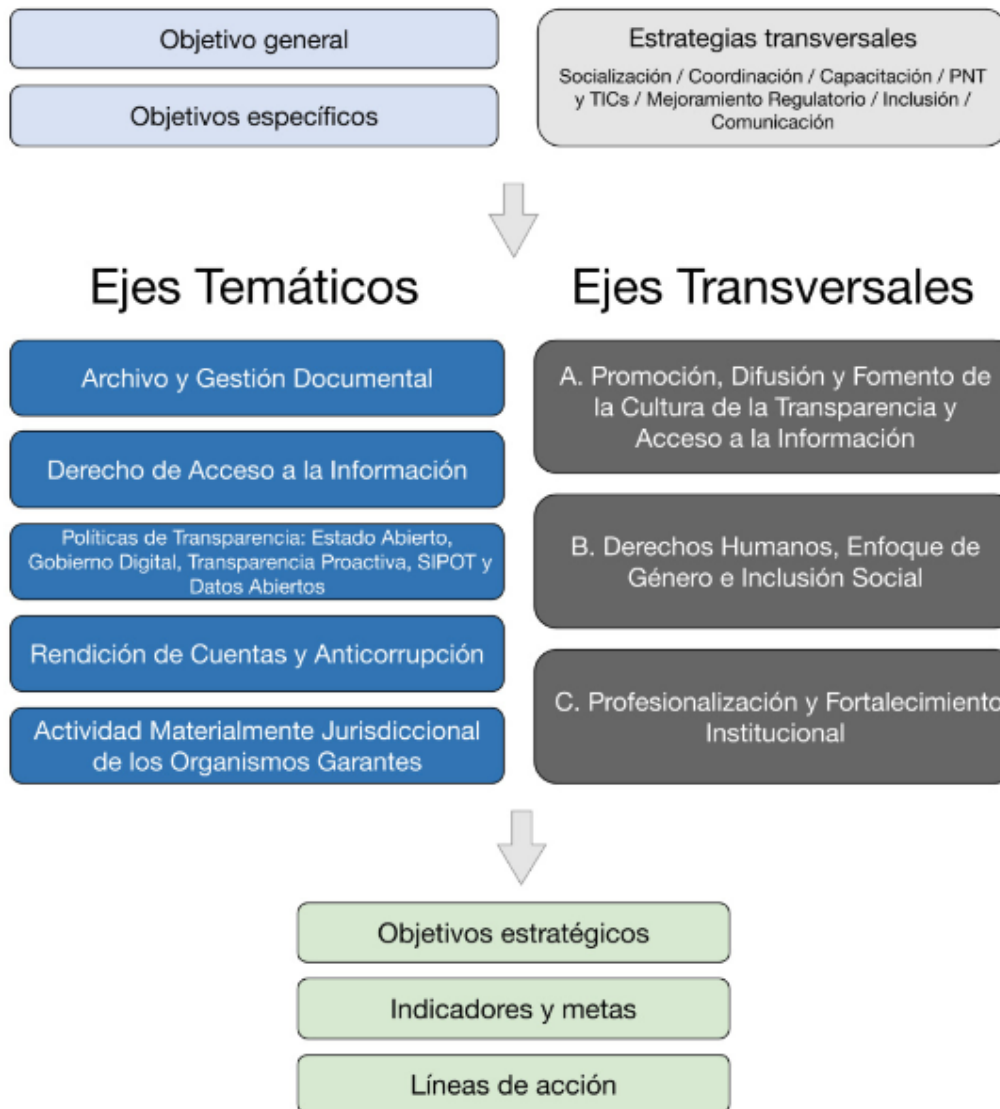 Objetivo general
Objetivos específicos
Estrategias transversales
Socialización / Coordinación / Capacitación / PNT
y TICs / Mejoramiento Regulatorio / Inclusión /
Comunicación
Ejes Temáticos
Archivo y Gestión Documental
Derecho de Acceso a la Información
Políticas de Transparencia: Estado Abierto,
Gobierno Digital, Transparencia Proactiva, SIPOT y
Datos Abiertos
Rendición de Cuentas y Anticorrupción
Actividad Materialmente Jurisdiccional
de los Organismos Garantes
Ejes Transversales
A. Promoción, Difusión y Fomento de
la Cultura de la Transparencia y
Acceso a la Información
B. Derechos Humanos, Enfoque de
Género e Inclusión Social
C. Profesionalización y Fortalecimiento
Institucional
Objetivos estratégicos
Indicadores y metas
Líneas de acción